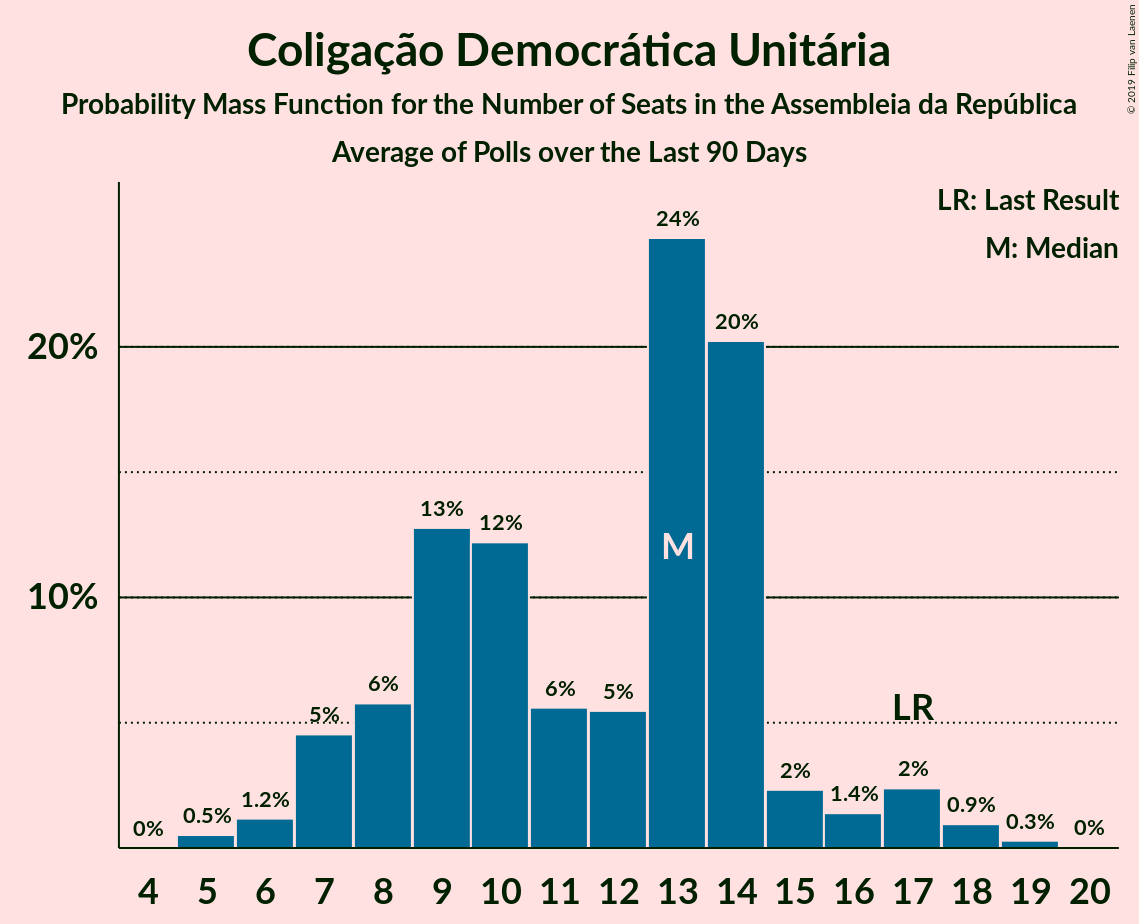 Coligação Democrática Unitária
Probability Mass Function for the Number of Seats in the Assembleia da República
Average of Polls over the Last 90 Days
© 2019 Filip van Laenen
LR: Last Result
M: Median
20%
10%
0%
0.5%
1.2%
5%
6%
13%
12%
6%
5%
24%
20%
2%
1.4%
2%
0.9%
0.3%
0%
M
LR
4 5 6 7 8 9 10 11 12 13 14 15 16 17 18 19 20